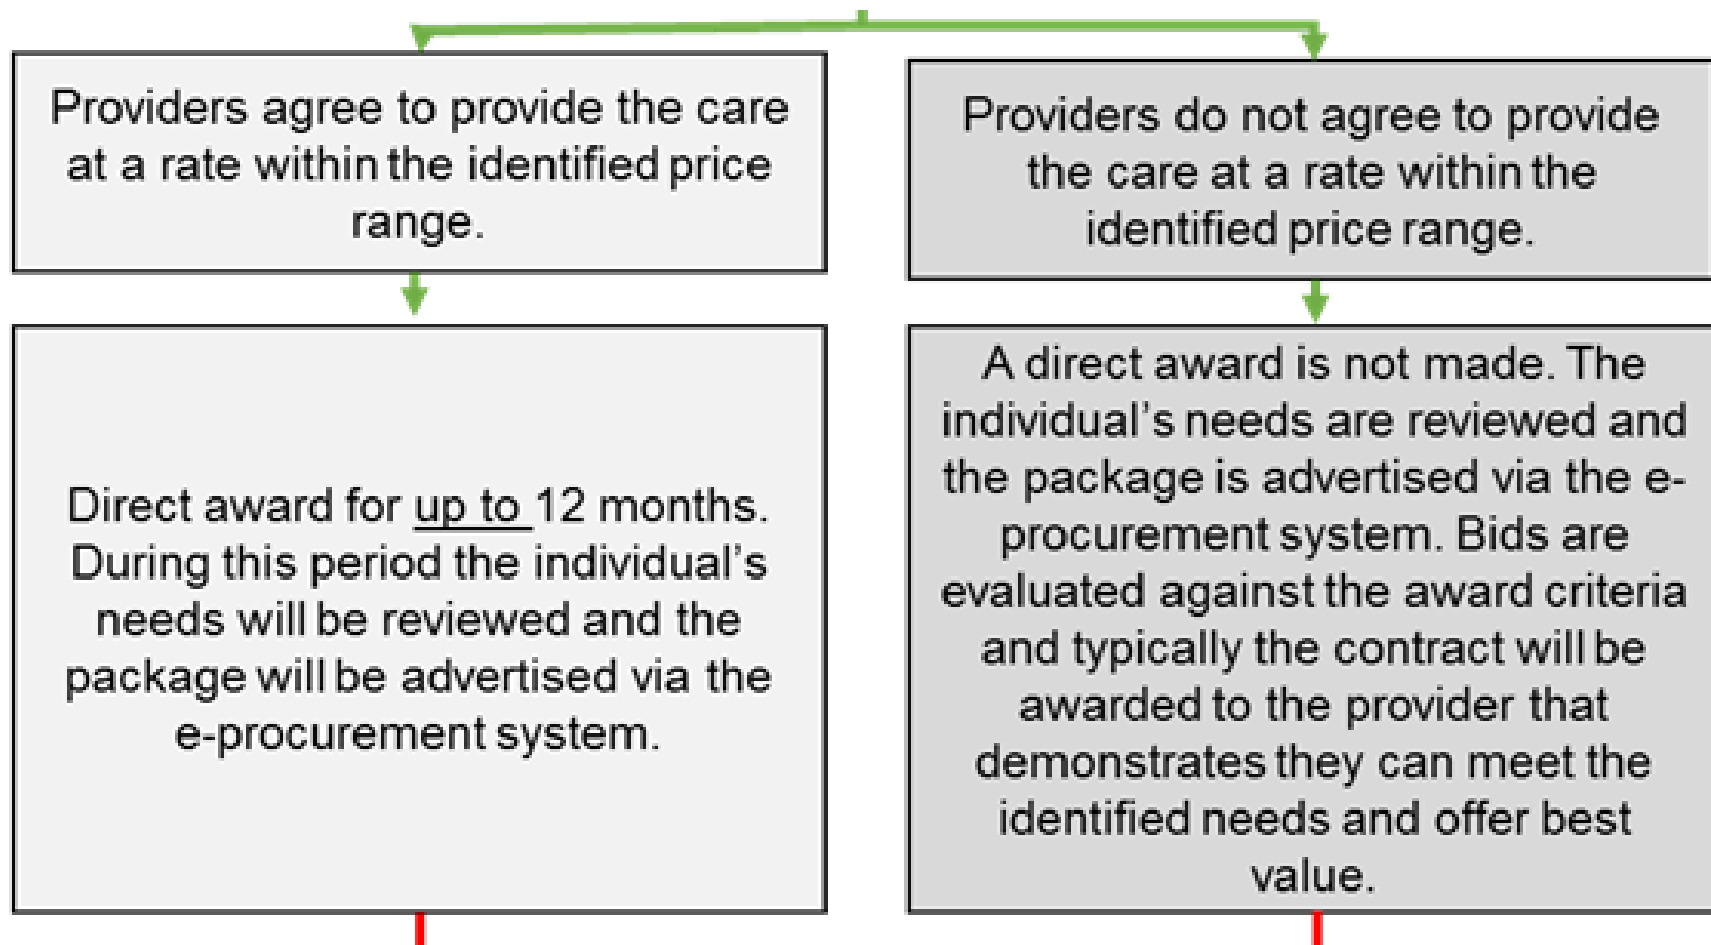 Providers agree to provide the care
at a rate within the identified price
range.
Direct award for up to 12 months.
During this period the individual’s
needs will be reviewed and the
package will be advertised via the
e-procurement system.
Providers do not agree to provide
the care at a rate within the
identified price range.
A direct award is not made. The
individual’s needs are reviewed and
the package is advertised via the e-
procurement system. Bids are
evaluated against the award criteria
and typically the contract will be
awarded to the provider that
demonstrates they can meet the
identified needs and offer best
value.